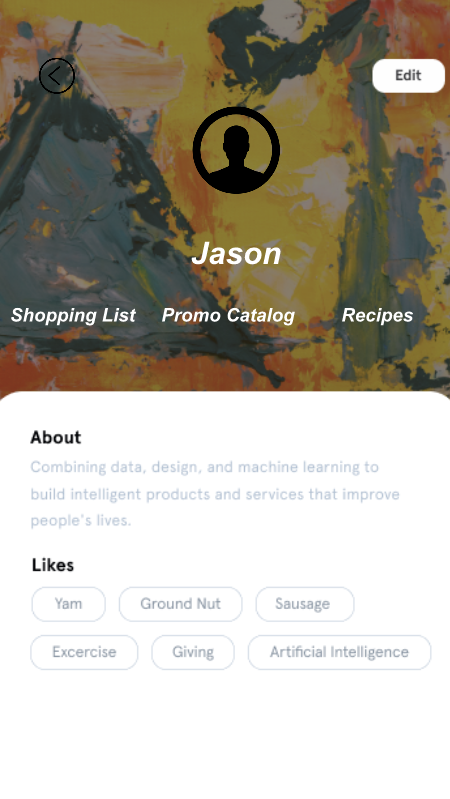 Edit
Jason
Shopping List Promo Catalog Recipes
About
Combining data, design, and machine learning to
build intelligent products and services that improve
people's lives.
Likes
Yam Ground Nut Sausage
Excercise Giving Artificial Intelligence